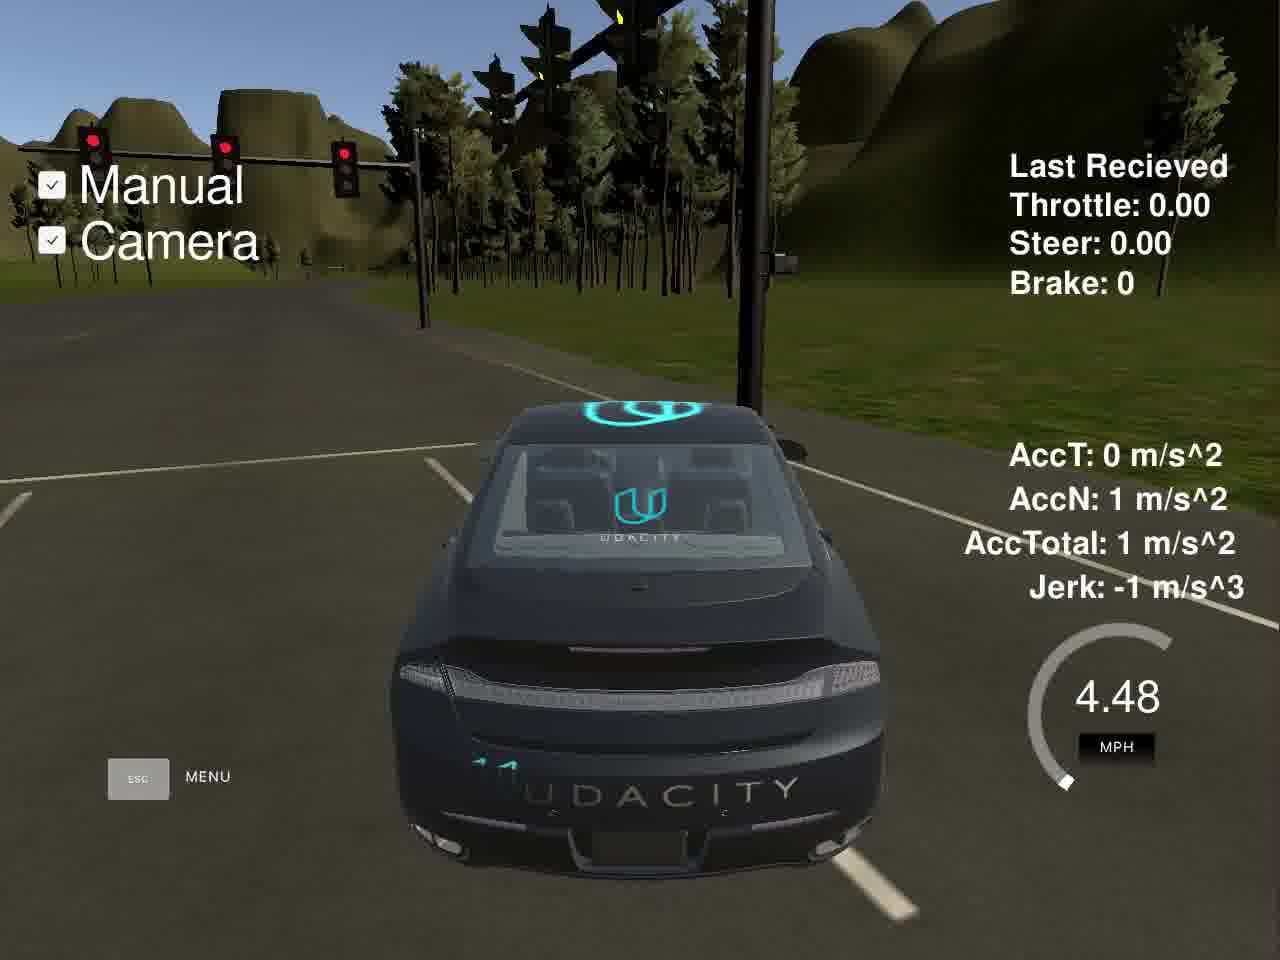 Manual
Camera
Last Recieved
Throttle: 0.00
Steer: 0.00
Brake: 0
AccT: 0 m/s^2
AccN: 1 m/s^2
AccTotal: 1 m/s^2
Jerk: -1 m/s^3
4.48
MPH
ESC MENU
U
UDACITY
UDACITY